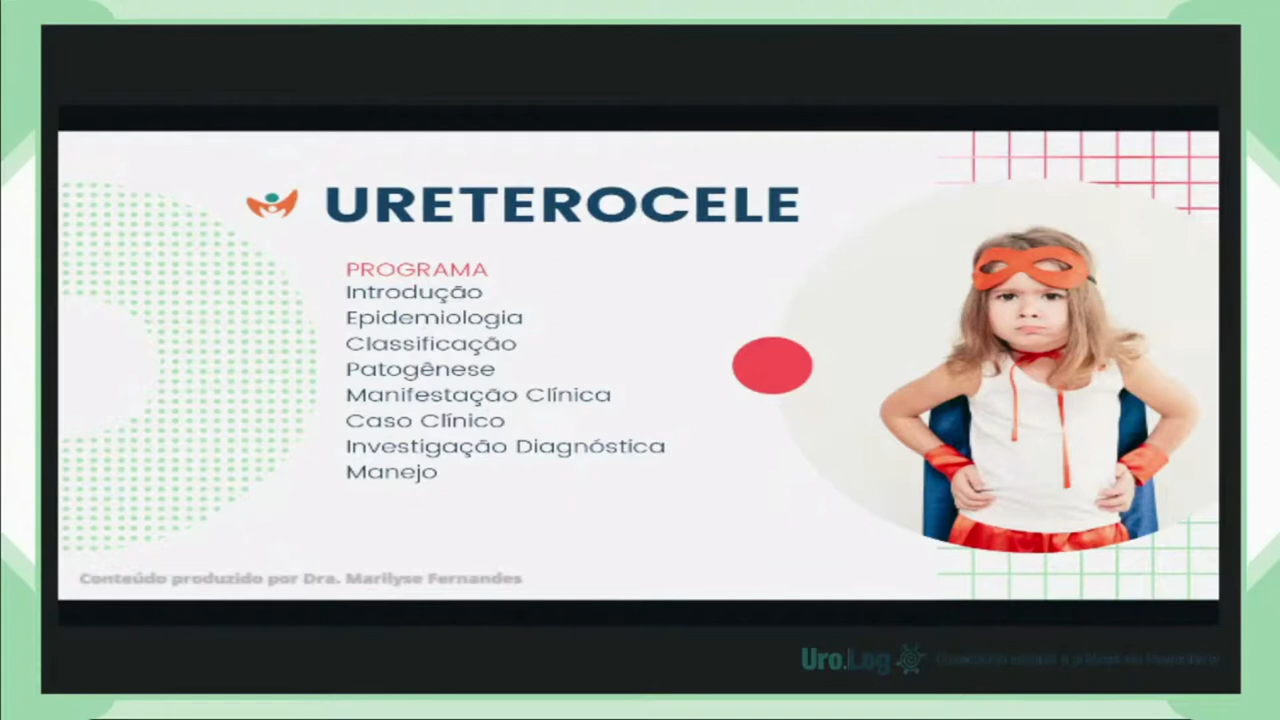 URETEROCELE
PROGRAMA
Introdução
Epidemiologia
Classificação
Patogênese
Manifestação Clínica
Caso Clínico
Investigação Diagnóstica
Manejo
Conteúdo produzido por Dra. Marilyse Fernandes
Uro.Log